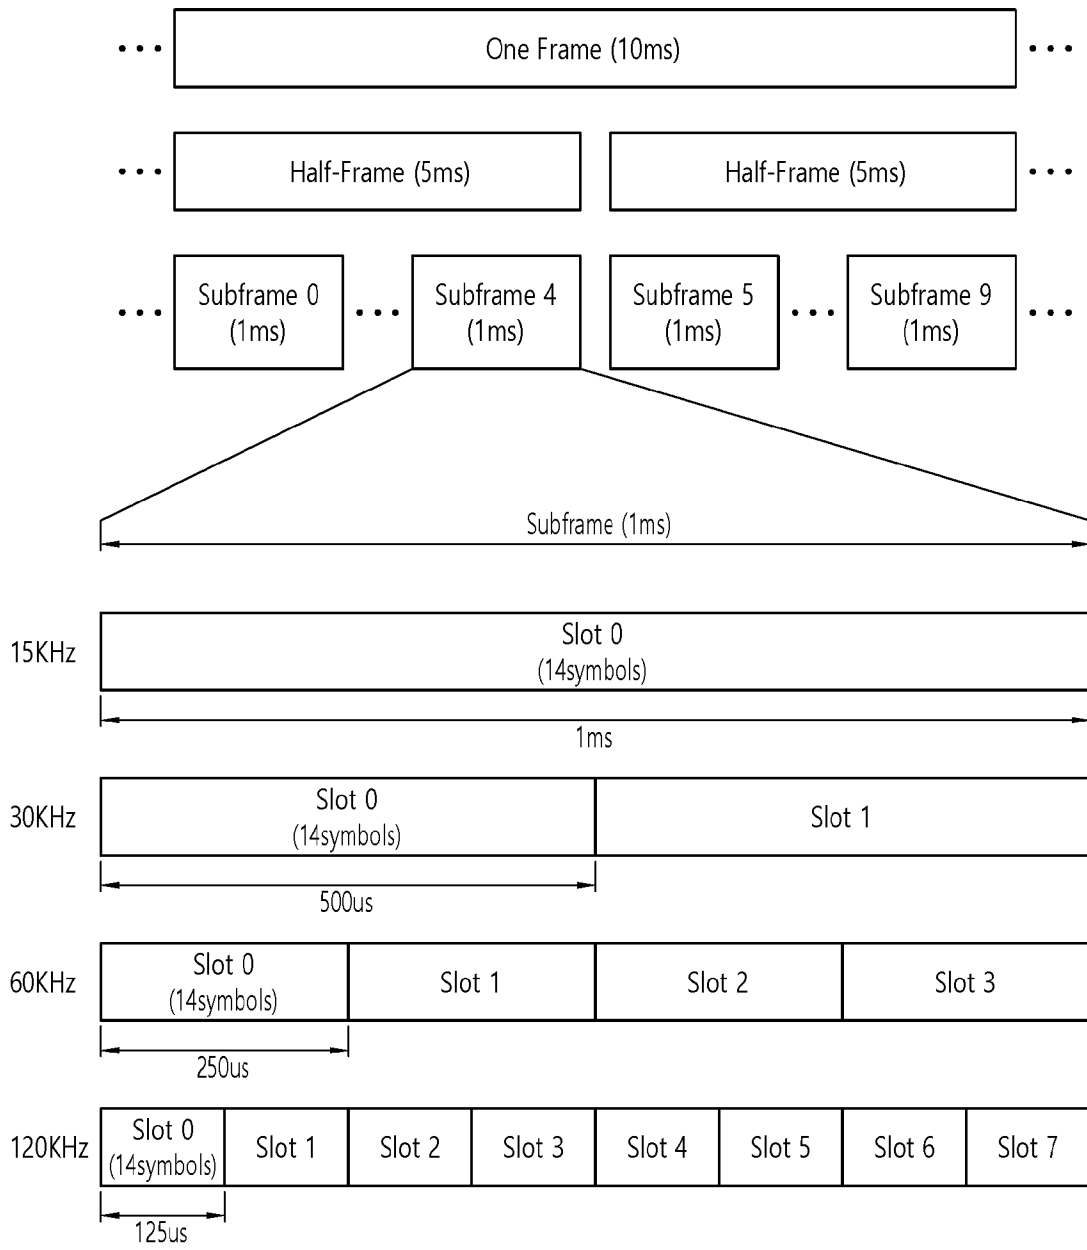 One Frame (10ms)
Half-Frame (5ms)
Half-Frame (5ms)
Subframe 0
(1ms)
Subframe 4
(1ms)
Subframe 5
(1ms)
Subframe 9
(1ms)
Subframe (1ms)
15KHz
Slot 0
(14symbols)
1ms
30KHz
Slot 0
(14symbols)
Slot 1
500us
60KHz
Slot 0
(14symbols)
Slot 1
Slot 2
Slot 3
250us
120KHz
Slot 0
(14symbols)
Slot 1
Slot 2
Slot 3
Slot 4
Slot 5
Slot 6
Slot 7
125us